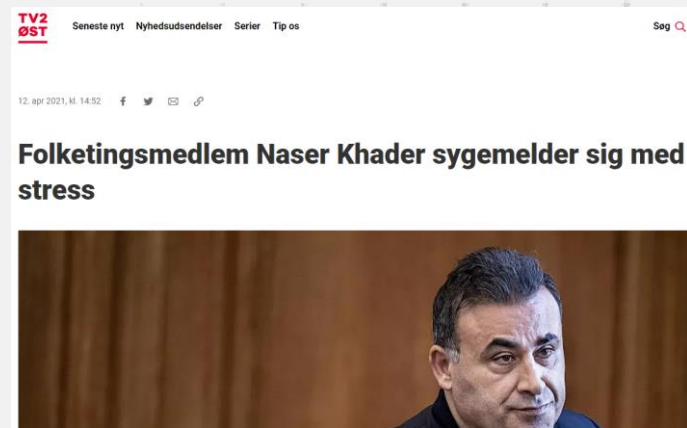 TV2
ØST
Seneste nyt Nyhedsudsendelser Serier Tip os
Søg
12. apr 2021, kl. 14:52
Folketingsmedlem Naser Khader sygemelder sig med
stress